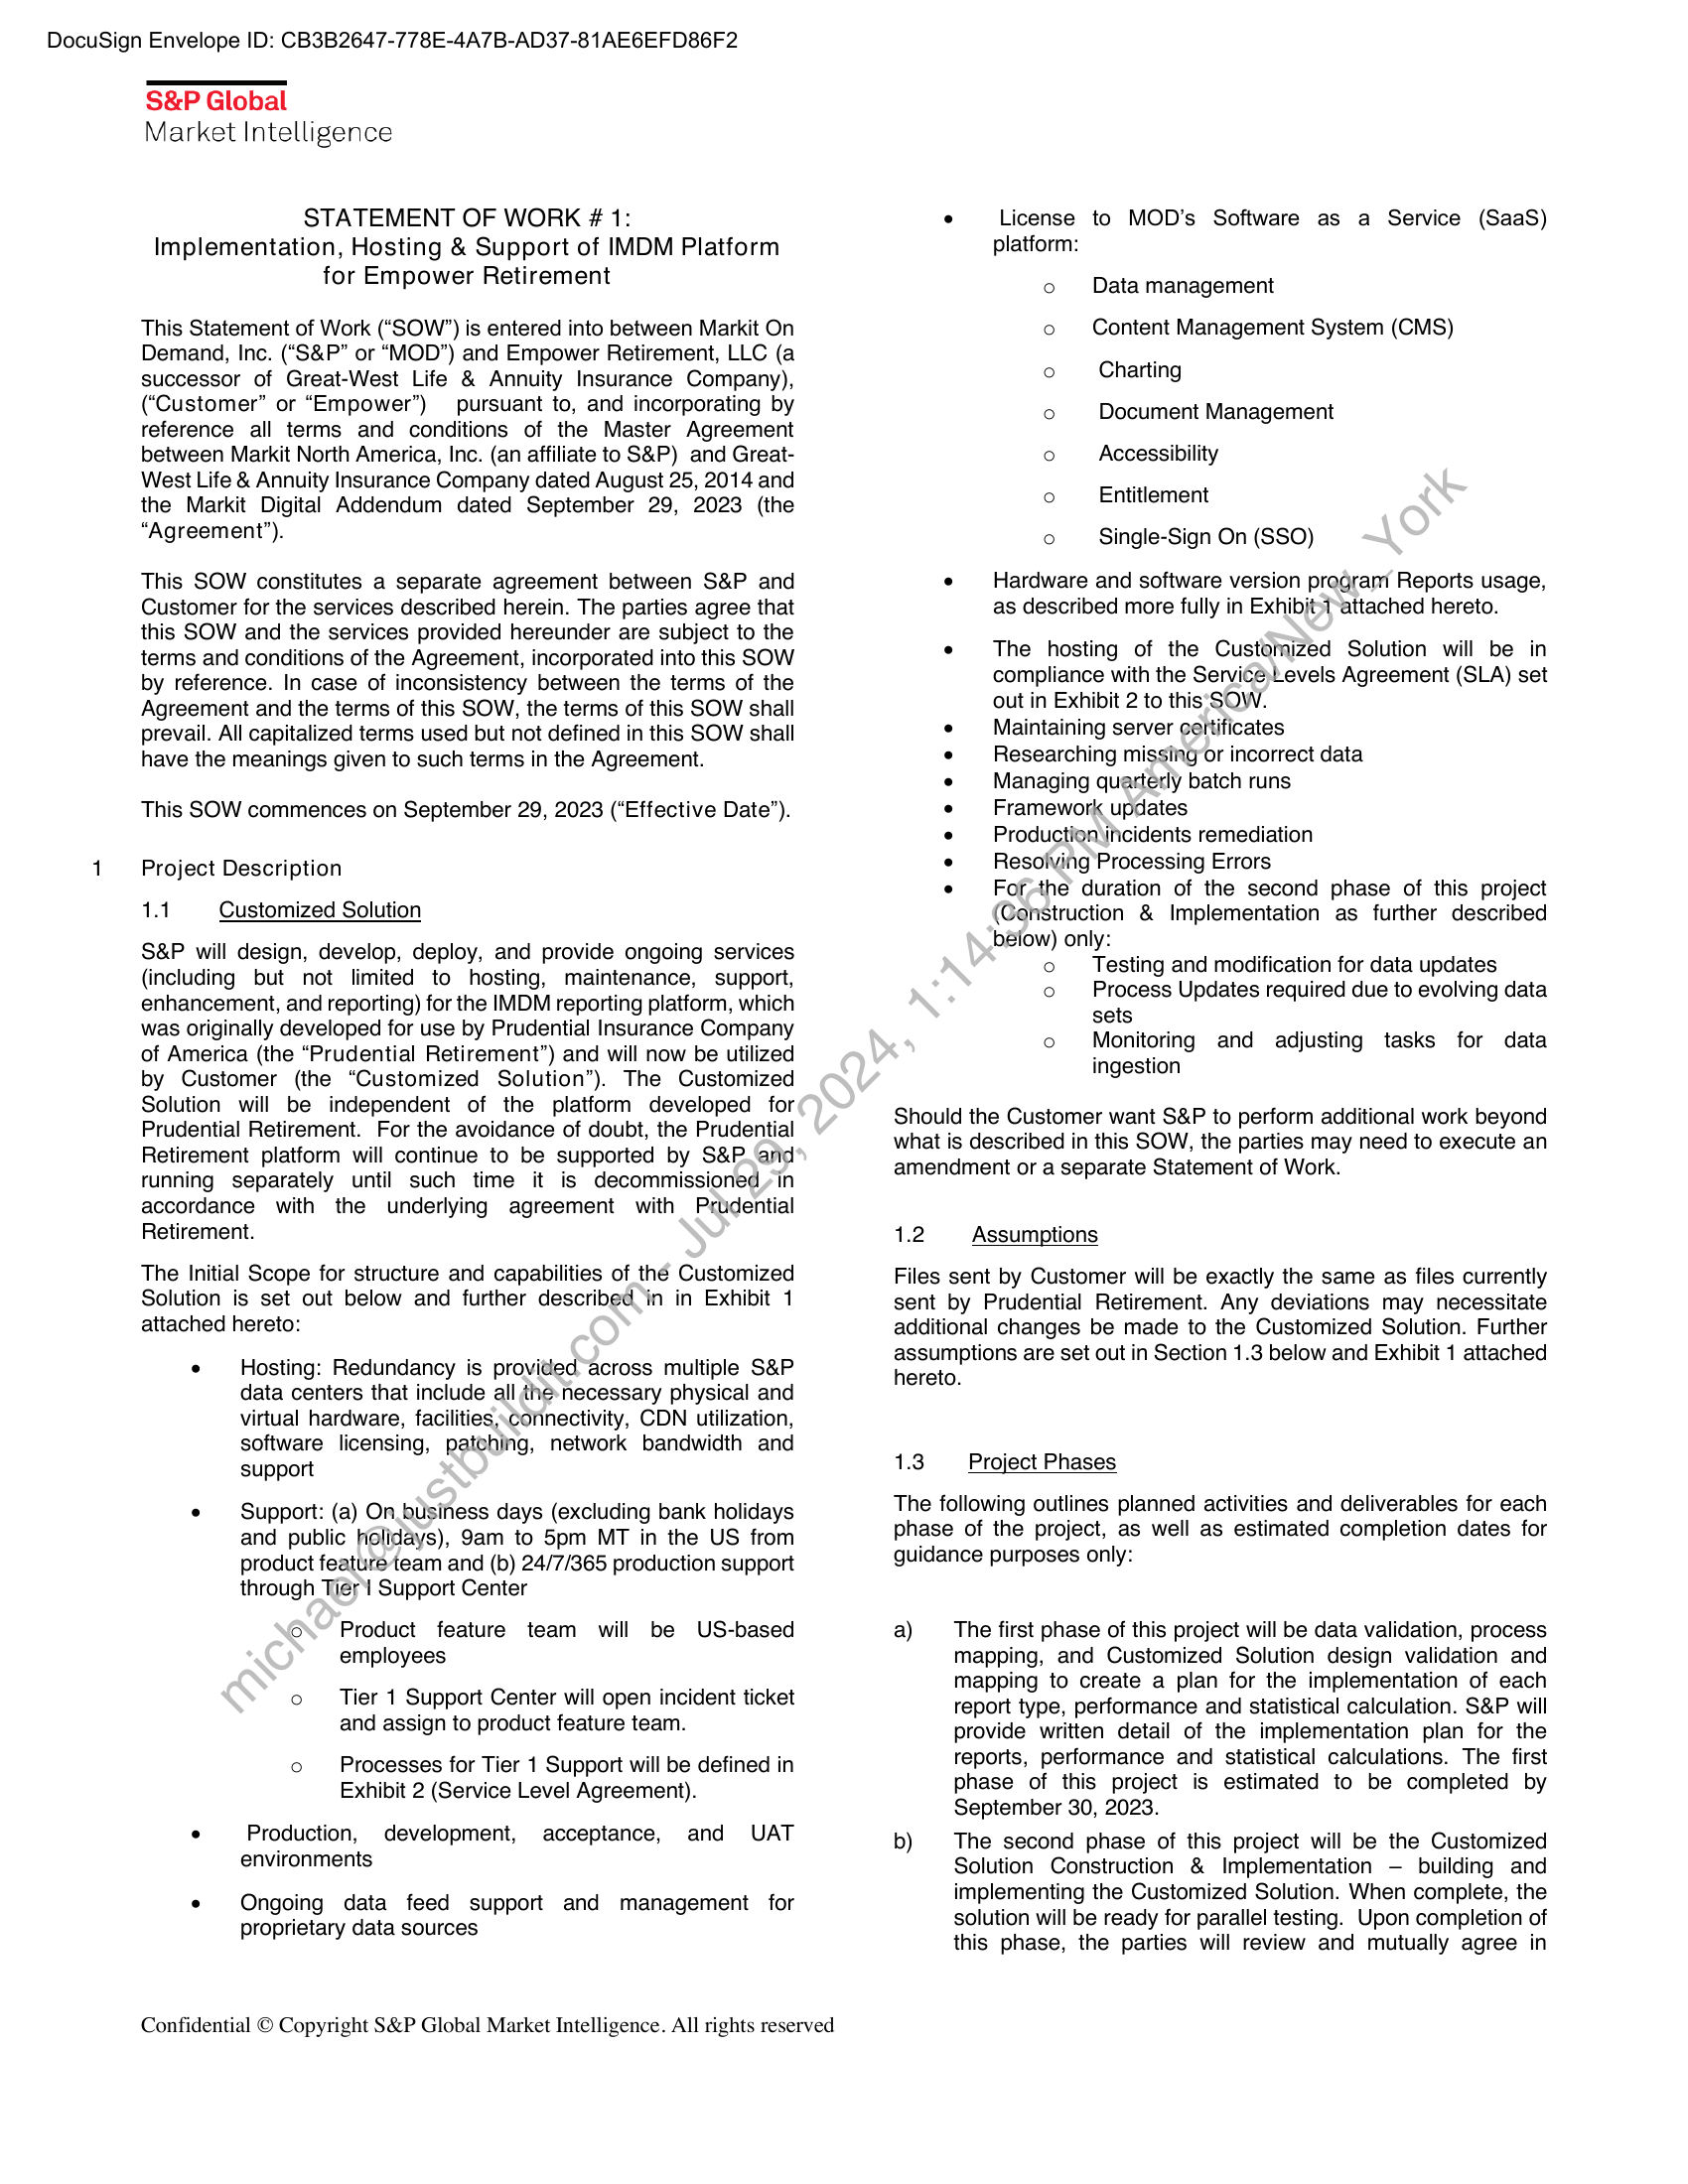 DocuSign Envelope ID: CB3B2647-778E-4A7B-AD37-81AE6EFD86F2
S&P Global
Market Intelligence
STATEMENT OF WORK # 1:
Implementation, Hosting & Support of IMDM Platform
for Empower Retirement
This Statement of Work (“SOW”) is entered into between Markit On
Demand, Inc. (“S&P” or “MOD”) and Empower Retirement, LLC (a
successor of Great-West Life & Annuity Insurance Company),
(“Customer” or “Empower”) pursuant to, and incorporating by
reference all terms and conditions of the Master Agreement
between Markit North America, Inc. (an affiliate to S&P) and Great-
West Life & Annuity Insurance Company dated August 25, 2014 and
the Markit Digital Addendum dated September 29, 2023 (the
“Agreement”).
This SOW constitutes a separate agreement between S&P and
Customer for the services described herein. The parties agree that
this SOW and the services provided hereunder are subject to the
terms and conditions of the Agreement, incorporated into this SOW
by reference. In case of inconsistency between the terms of the
Agreement and the terms of this SOW, the terms of this SOW shall
prevail. All capitalized terms used but not defined in this SOW shall
have the meanings given to such terms in the Agreement.
This SOW commences on September 29, 2023 (“Effective Date”).
1 Project Description
1.1 Customized Solution
S&P will design, develop, deploy, and provide ongoing services
(including but not limited to hosting, maintenance, support,
enhancement, and reporting) for the IMDM reporting platform, which
was originally developed for use by Prudential Insurance Company
of America (the “Prudential Retirement”) and will now be utilized
by Customer (the “Customized Solution”). The Customized
Solution will be independent of the platform developed for
Prudential Retirement. For the avoidance of doubt, the Prudential
Retirement platform will continue to be supported by S&P and
running separately until such time it is decommissioned in
accordance with the underlying agreement with Prudential
Retirement.
The Initial Scope for structure and capabilities of the Customized
Solution is set out below and further described in in Exhibit 1
attached hereto:
• Hosting: Redundancy is provided across multiple S&P
data centers that include all the necessary physical and
virtual hardware, facilities, connectivity, CDN utilization,
software licensing, patching, network bandwidth and
support
• Support: (a) On business days (excluding bank holidays
and public holidays), 9am to 5pm MT in the US from
product feature team and (b) 24/7/365 production support
through Tier I Support Center
o Product feature team will be US-based
employees
o Tier 1 Support Center will open incident ticket
and assign to product feature team.
o Processes for Tier 1 Support will be defined in
Exhibit 2 (Service Level Agreement).
• Production, development, acceptance, and UAT
environments
• Ongoing data feed support and management for
proprietary data sources
• License to MOD’s Software as a Service (SaaS)
platform:
o Data management
o Content Management System (CMS)
o Charting
o Document Management
o Accessibility
o Entitlement
o Single-Sign On (SSO)
• Hardware and software version program Reports usage,
as described more fully in Exhibit 1 attached hereto.
• The hosting of the Customized Solution will be in
compliance with the Service Levels Agreement (SLA) set
out in Exhibit 2 to this SOW.
• Maintaining server certificates
• Researching missing or incorrect data
• Managing quarterly batch runs
• Framework updates
• Production incidents remediation
• Resolving Processing Errors
• For the duration of the second phase of this project
(Construction & Implementation as further described
below) only:
o Testing and modification for data updates
o Process Updates required due to evolving data
sets
o Monitoring and adjusting tasks for data
ingestion
Should the Customer want S&P to perform additional work beyond
what is described in this SOW, the parties may need to execute an
amendment or a separate Statement of Work.
1.2 Assumptions
Files sent by Customer will be exactly the same as files currently
sent by Prudential Retirement. Any deviations may necessitate
additional changes be made to the Customized Solution. Further
assumptions are set out in Section 1.3 below and Exhibit 1 attached
hereto.
1.3 Project Phases
The following outlines planned activities and deliverables for each
phase of the project, as well as estimated completion dates for
guidance purposes only:
a) The first phase of this project will be data validation, process
mapping, and Customized Solution design validation and
mapping to create a plan for the implementation of each
report type, performance and statistical calculation. S&P will
provide written detail of the implementation plan for the
reports, performance and statistical calculations. The first
phase of this project is estimated to be completed by
September 30, 2023.
b) The second phase of this project will be the Customized
Solution Construction & Implementation – building and
implementing the Customized Solution. When complete, the
solution will be ready for parallel testing. Upon completion of
this phase, the parties will review and mutually agree in
Confidential © Copyright S&P Global Market Intelligence. All rights reserved
michael@justbuildit.com - Jul 29, 2024, 1:14:36 PM America/New_York